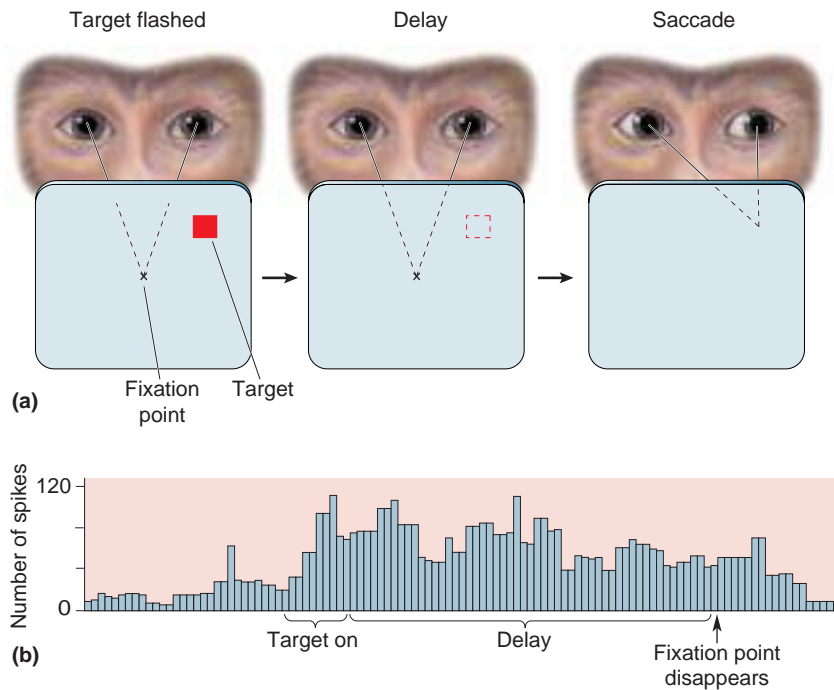 Target flashed
Delay
Saccade
x
x
Fixation
point
Target
(a)
Number of spikes
120
0
Target on
Delay
Fixation point
disappears
(b)